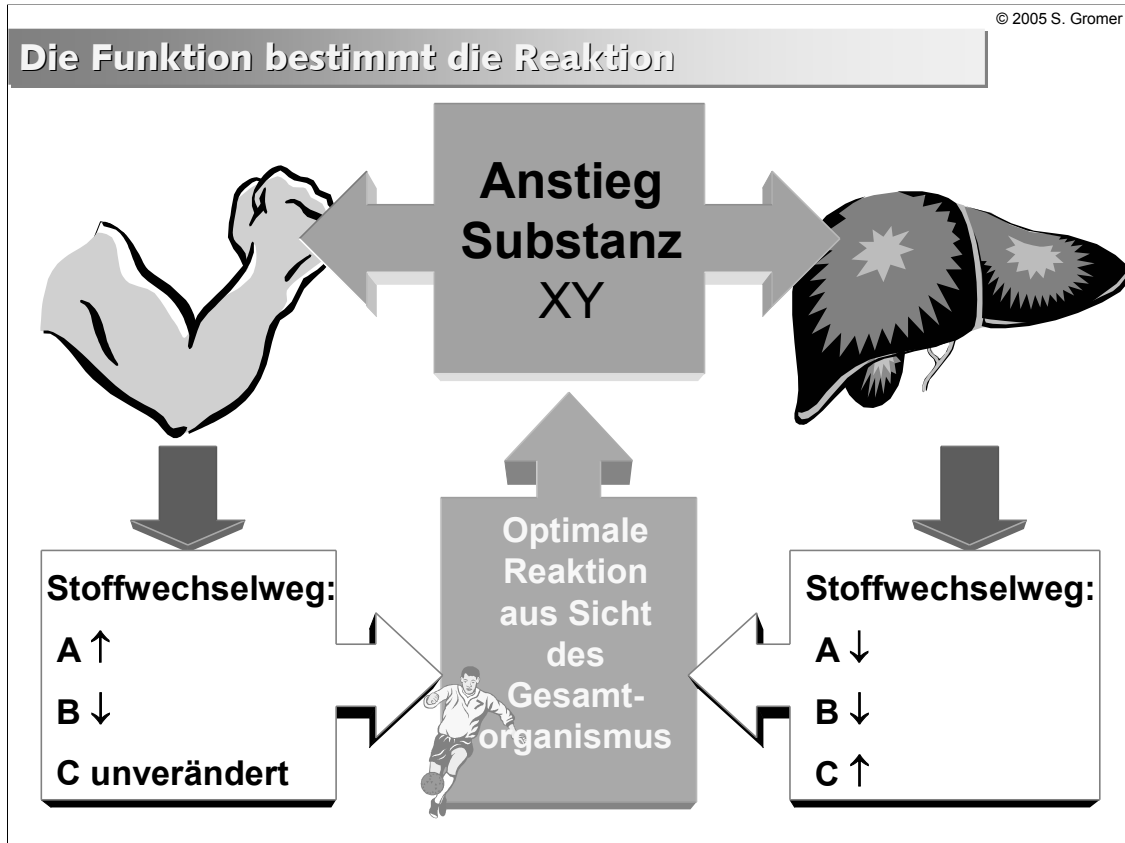 © 2005 S. Gromer
Die Funktion bestimmt die Reaktion
Anstieg
Substanz
XY
Stoffwechselweg:
A ↑
B ↓
C unverändert
Optimale
Reaktion
aus Sicht
des
Gesamt-
organismus
Stoffwechselweg:
A ↓
B ↓
C ↑